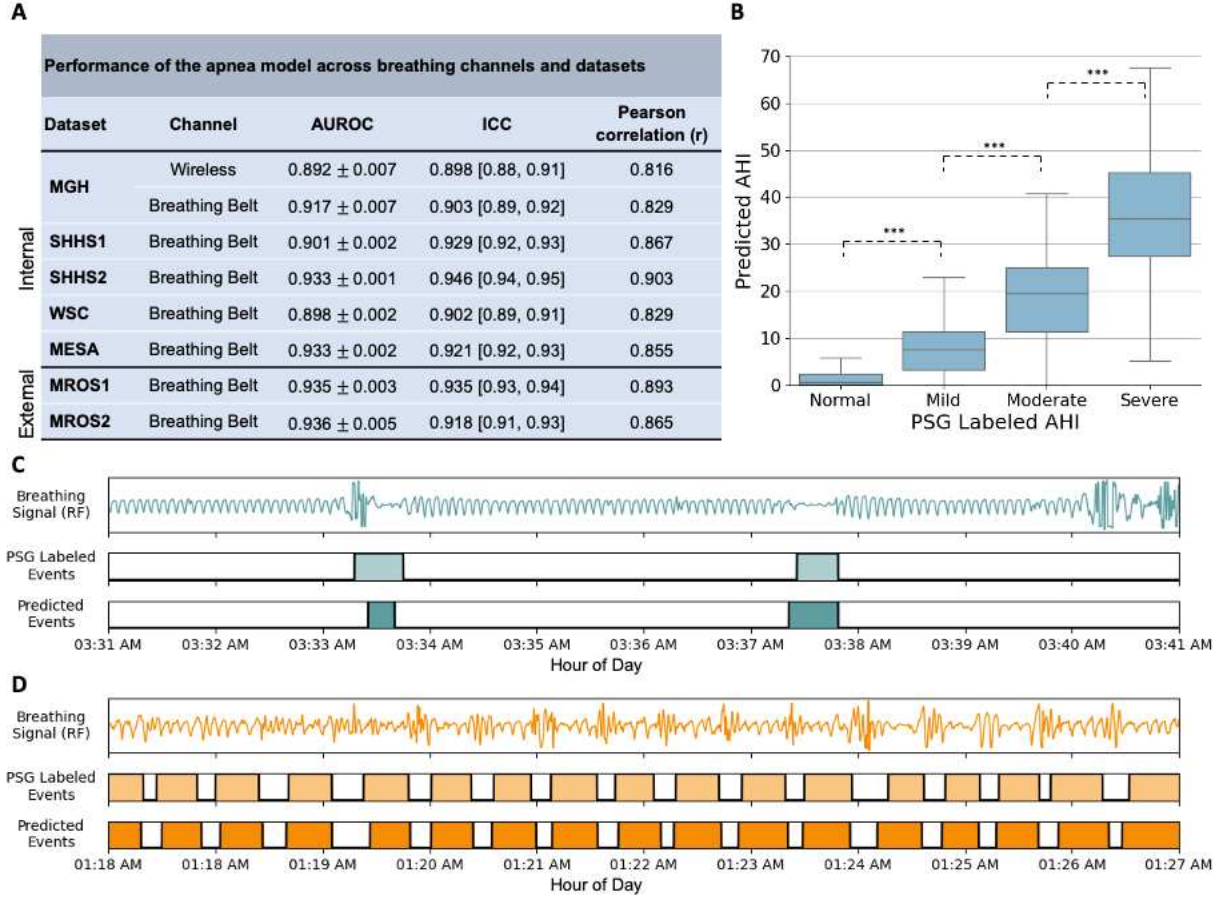 A
Performance of the apnea model across breathing channels and datasets
Dataset Channel AUROC ICC Pearson correlation (r)
Internal
MGH Wireless 0.892 ± 0.007 0.898 [0.88, 0.91] 0.816
Breathing Belt 0.917 ± 0.007 0.903 [0.89, 0.92] 0.829
SHHS1 Breathing Belt 0.901 ± 0.002 0.929 [0.92, 0.93] 0.867
SHHS2 Breathing Belt 0.933 ± 0.001 0.946 [0.94, 0.95] 0.903
WSC Breathing Belt 0.898 ± 0.002 0.902 [0.89, 0.91] 0.829
MESA Breathing Belt 0.933 ± 0.002 0.921 [0.92, 0.93] 0.855
External
MROS1 Breathing Belt 0.935 ± 0.003 0.935 [0.93, 0.94] 0.893
MROS2 Breathing Belt 0.936 ± 0.005 0.918 [0.91, 0.93] 0.865
B
Predicted AHI
70
60
50
40
30
20
10
0
***
***
***
Normal Mild Moderate Severe
PSG Labeled AHI
C
Breathing
Signal (RF)
PSG Labeled
Events
Predicted
Events
03:31 AM 03:32 AM 03:33 AM 03:34 AM 03:35 AM 03:36 AM 03:37 AM 03:38 AM 03:39 AM 03:40 AM 03:41 AM
Hour of Day
D
Breathing
Signal (RF)
PSG Labeled
Events
Predicted
Events
01:18 AM 01:18 AM 01:19 AM 01:20 AM 01:21 AM 01:22 AM 01:23 AM 01:24 AM 01:25 AM 01:26 AM 01:27 AM
Hour of Day